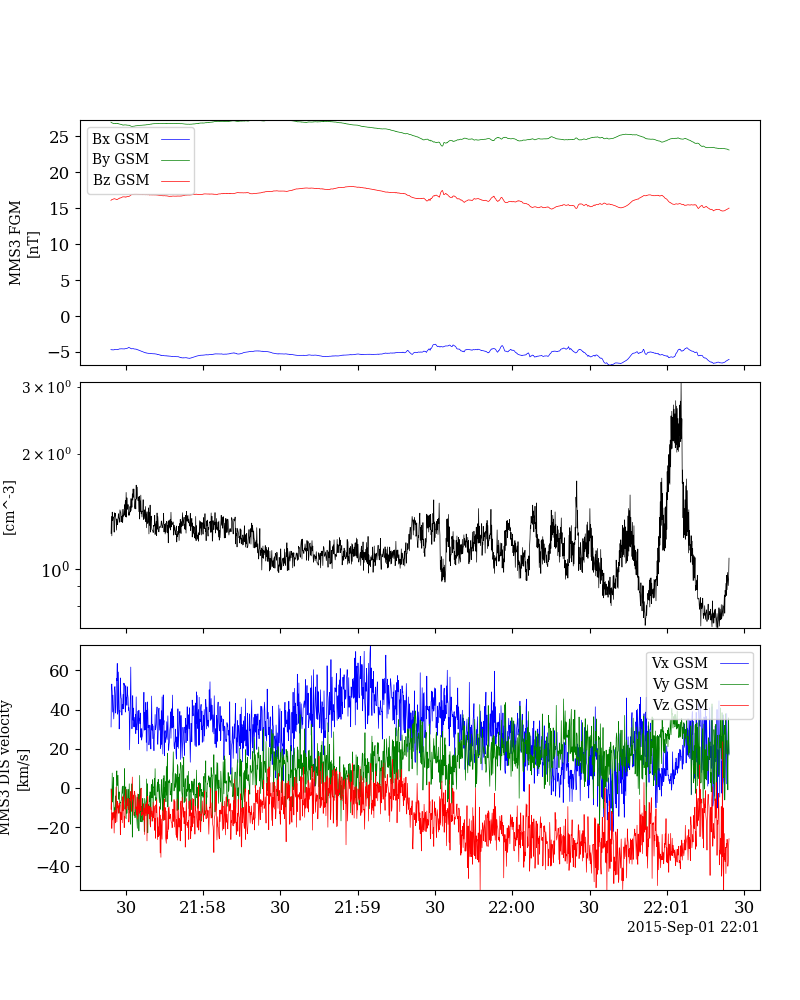 MMS3 FGM
[nT]
25
20
15
10
5
0
−5
Bx GSM
By GSM
Bz GSM
[cm^-3]
3 × 10⁰
2 × 10⁰
10⁰
MMS3 DIS velocity
[km/s]
60
40
20
0
−20
−40
Vx GSM
Vy GSM
Vz GSM
30 21:58 30 21:59 30 22:00 30 22:01 30
2015-Sep-01 22:01